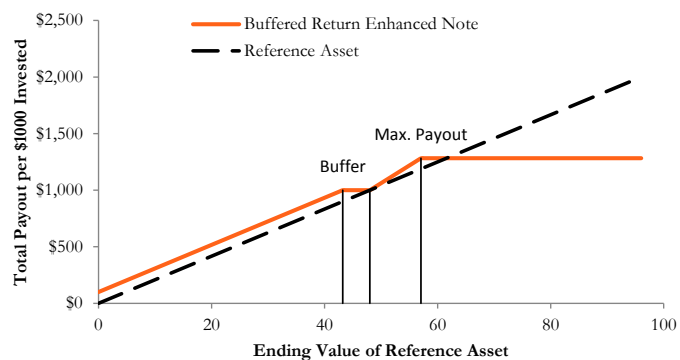 $2,500
Buffered Return Enhanced Note
Reference Asset
$2,000
$1,500
Max. Payout
Buffer
$1,000
$500
$0
0 20 40 60 80 100
Total Payout per $1000 Invested
Ending Value of Reference Asset